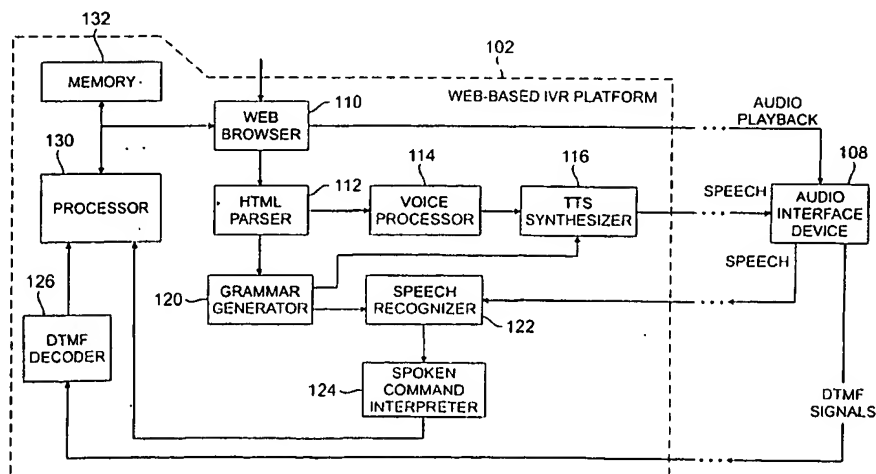 132
102
MEMORY
WEB-BASED IVR PLATFORM
110
WEB
BROWSER
AUDIO
PLAYBACK
130
114
116
108
112
PROCESSOR
HTML
PARSER
VOICE
PROCESSOR
TTS
SYNTHESIZER
SPEECH
AUDIO
INTERFACE
DEVICE
SPEECH
126
120
GRAMMAR
GENERATOR
SPEECH
RECOGNIZER
122
DTMF
DECODER
124
SPOKEN
COMMAND
INTERPRETER
DTMF
SIGNALS